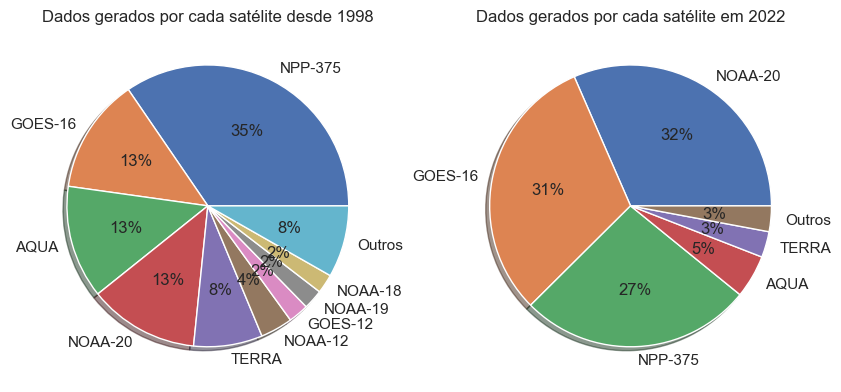 Dados gerados por cada satélite desde 1998
NPP-375
35%
GOES-16
13%
AQUA
13%
NOAA-20
13%
TERRA
8%
NOAA-12
4%
GOES-12
2%
NOAA-19
2%
NOAA-18
2%
Outros
8%
Dados gerados por cada satélite em 2022
NOAA-20
32%
GOES-16
31%
NPP-375
27%
AQUA
5%
TERRA
3%
Outros
3%